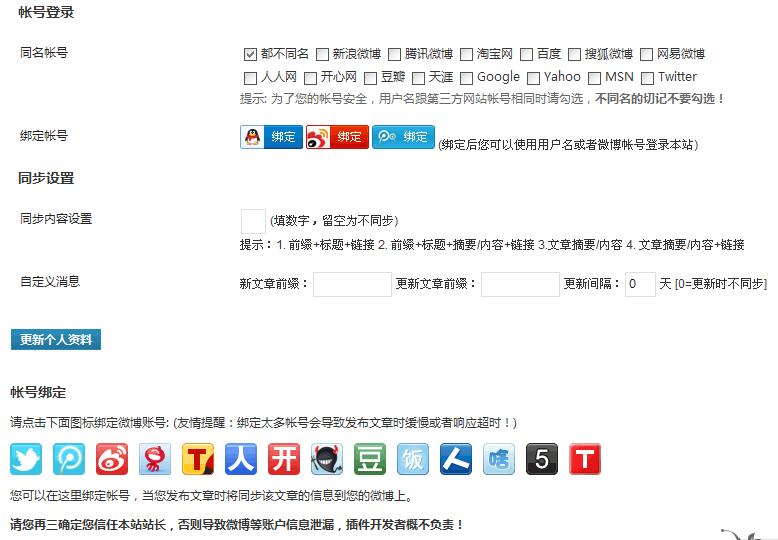 帐号登录
同名帐号
都不同名 新浪微博 腾讯微博 淘宝网 百度 搜狐微博 网易微博
人人网 开心网 豆瓣 天涯 Google Yahoo MSN Twitter
提示: 为了您的帐号安全，用户名跟第三方网站帐号相同时请勾选，不同名的切记不要勾选！
绑定帐号
绑定 绑定 绑定 (绑定后您可以使用用户名或者微博帐号登录本站)
同步设置
同步内容设置
(填数字，留空为不同步)
提示：1. 前缀+标题+链接 2. 前缀+标题+摘要/内容+链接 3.文章摘要/内容 4. 文章摘要/内容+链接
自定义消息
新文章前缀： 更新文章前缀： 更新间隔： 0 天 [0=更新时不同步]
更新个人资料
帐号绑定
请点击下面图标绑定微博账号: (友情提醒：绑定太多帐号会导致发布文章时缓慢或者响应超时！)
T 人 开 豆 饭 人 啥 5 T
您可以在这里绑定帐号，当您发布文章时将同步该文章的信息到您的微博上。
请您再三确定您信任本站站长，否则导致微博等账户信息泄漏，插件开发者概不负责！